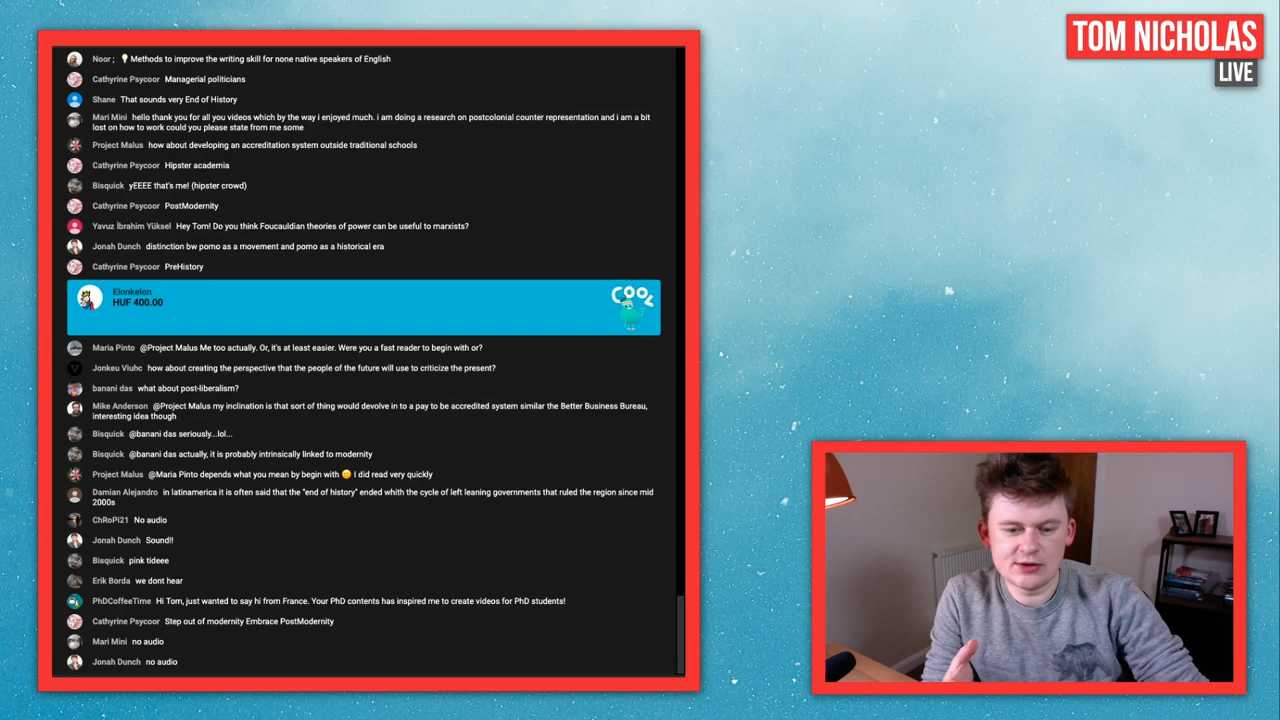 TOM NICHOLAS
LIVE
Noor ; 💡Methods to improve the writing skill for none native speakers of English
Cathyrine Psycoor Managerial politicians
Shane That sounds very End of History
Mari Mini hello thank you for all you videos which by the way i enjoyed much. i am doing a research on postcolonial counter representation and i am a bit
lost on how to work could you please state from me some
Project Malus how about developing an accreditation system outside traditional schools
Cathyrine Psycoor Hipster academia
Bisquick yEEEE that's me! (hipster crowd)
Cathyrine Psycoor PostModernity
Yavuz İbrahim Yüksel Hey Tom! Do you think Foucauldian theories of power can be useful to marxists?
Jonah Dunch distinction bw pomo as a movement and pomo as a historical era
Cathyrine Psycoor PreHistory
Elonkelon
HUF 400.00
COOL
Maria Pinto @Project Malus Me too actually. Or, it's at least easier. Were you a fast reader to begin with or?
Jonkeu Viuhc how about creating the perspective that the people of the future will use to criticize the present?
banani das what about post-liberalism?
Mike Anderson @Project Malus my inclination is that sort of thing would devolve in to a pay to be accredited system similar the Better Business Bureau,
interesting idea though
Bisquick @banani das seriously...lol...
Bisquick @banani das actually, it is probably intrinsically linked to modernity
Project Malus @Maria Pinto depends what you mean by begin with 😊 I did read very quickly
Damian Alejandro in latinamerica it is often said that the "end of history" ended whith the cycle of left leaning governments that ruled the region since mid
2000s
ChRoPi21 No audio
Jonah Dunch Sound!!
Bisquick pink tideee
Erik Borda we dont hear
PhDCoffeeTime Hi Tom, just wanted to say hi from France. Your PhD contents has inspired me to create videos for PhD students!
Cathyrine Psycoor Step out of modernity Embrace PostModernity
Mari Mini no audio
Jonah Dunch no audio